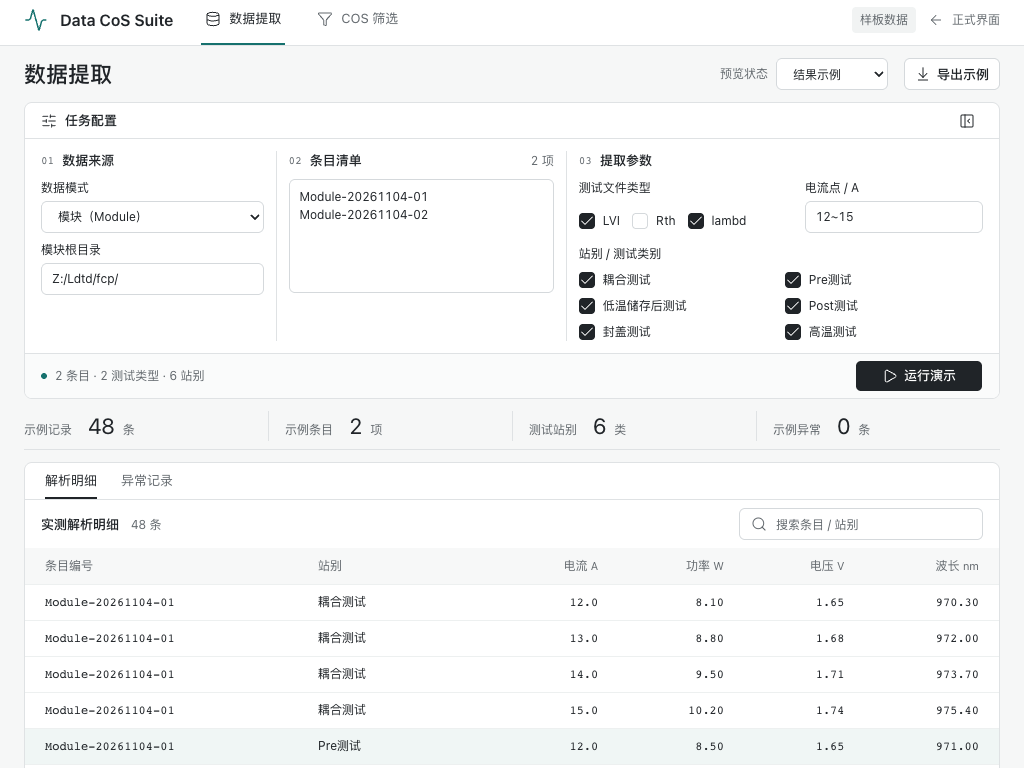 Data CoS Suite
数据提取
COS 筛选
样板数据
正式界面
数据提取
预览状态
结果示例
导出示例
任务配置
01 数据来源
数据模式
模块（Module）
模块根目录
Z:/Ldtd/fcp/
02 条目清单
2 项
Module-20261104-01
Module-20261104-02
03 提取参数
测试文件类型
LVI
Rth
lambd
电流点 / A
12~15
站别 / 测试类别
耦合测试
Pre测试
低温储存后测试
Post测试
封盖测试
高温测试
2 条目 · 2 测试类型 · 6 站别
运行演示
示例记录 48 条
示例条目 2 项
测试站别 6 类
示例异常 0 条
解析明细
异常记录
实测解析明细 48 条
搜索条目 / 站别
条目编号 站别 电流 A 功率 W 电压 V 波长 nm
Module-20261104-01 耦合测试 12.0 8.10 1.65 970.30
Module-20261104-01 耦合测试 13.0 8.80 1.68 972.00
Module-20261104-01 耦合测试 14.0 9.50 1.71 973.70
Module-20261104-01 耦合测试 15.0 10.20 1.74 975.40
Module-20261104-01 Pre测试 12.0 8.50 1.65 971.00